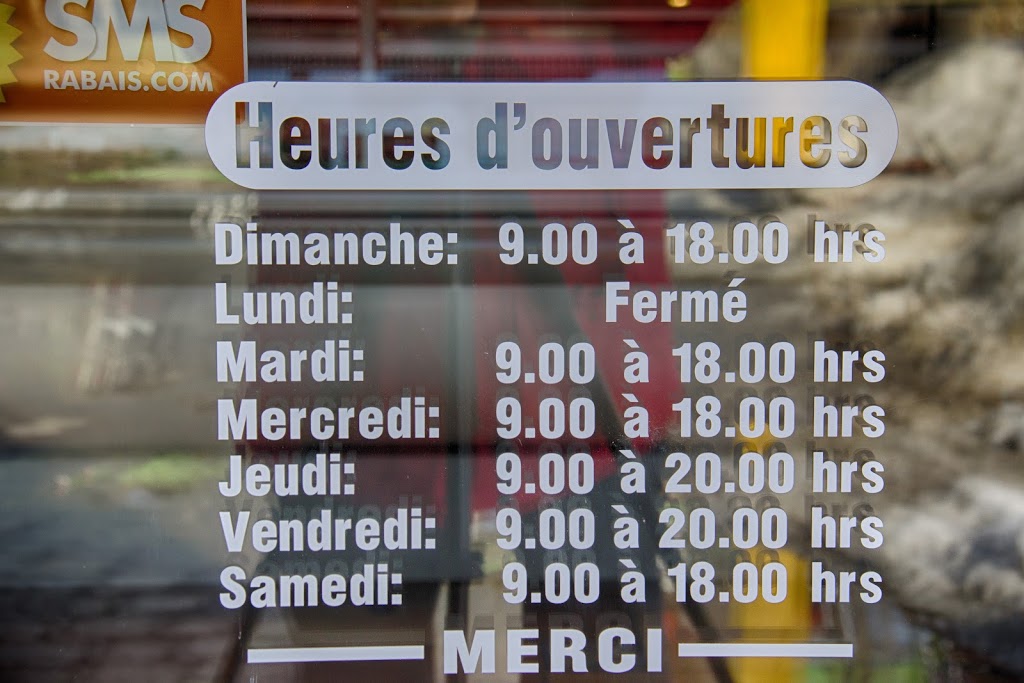 SMS
RABAIS.COM
Heures d'ouvertures
Dimanche: 9.00 à 18.00 hrs
Lundi: Fermé
Mardi: 9.00 à 18.00 hrs
Mercredi: 9.00 à 18.00 hrs
Jeudi: 9.00 à 20.00 hrs
Vendredi: 9.00 à 20.00 hrs
Samedi: 9.00 à 18.00 hrs
MERCI